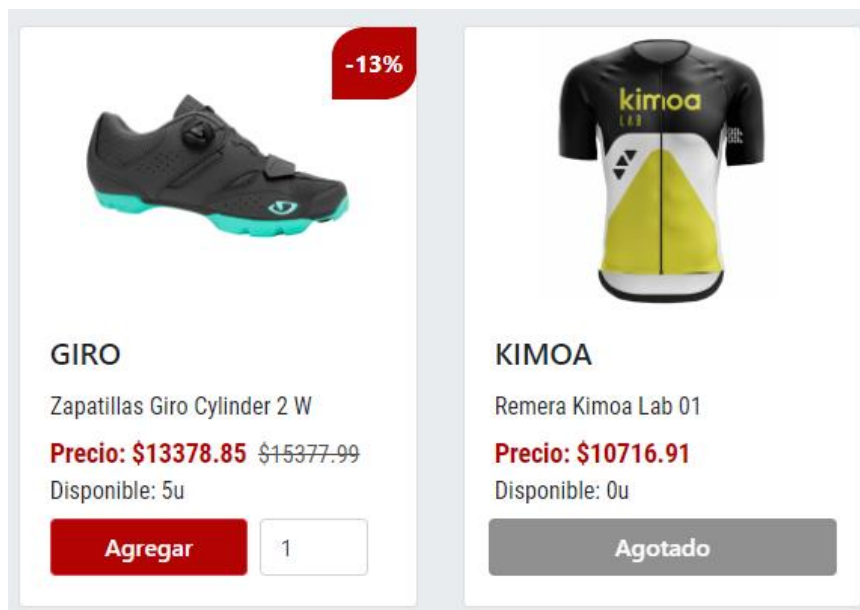 -13%
GIRO
Zapatillas Giro Cylinder 2 W
Precio: $13378.85 $15377.99
Disponible: 5u
Agregar 1
kimoa
LAB
KIMOA
Remera Kimoa Lab 01
Precio: $10716.91
Disponible: 0u
Agotado